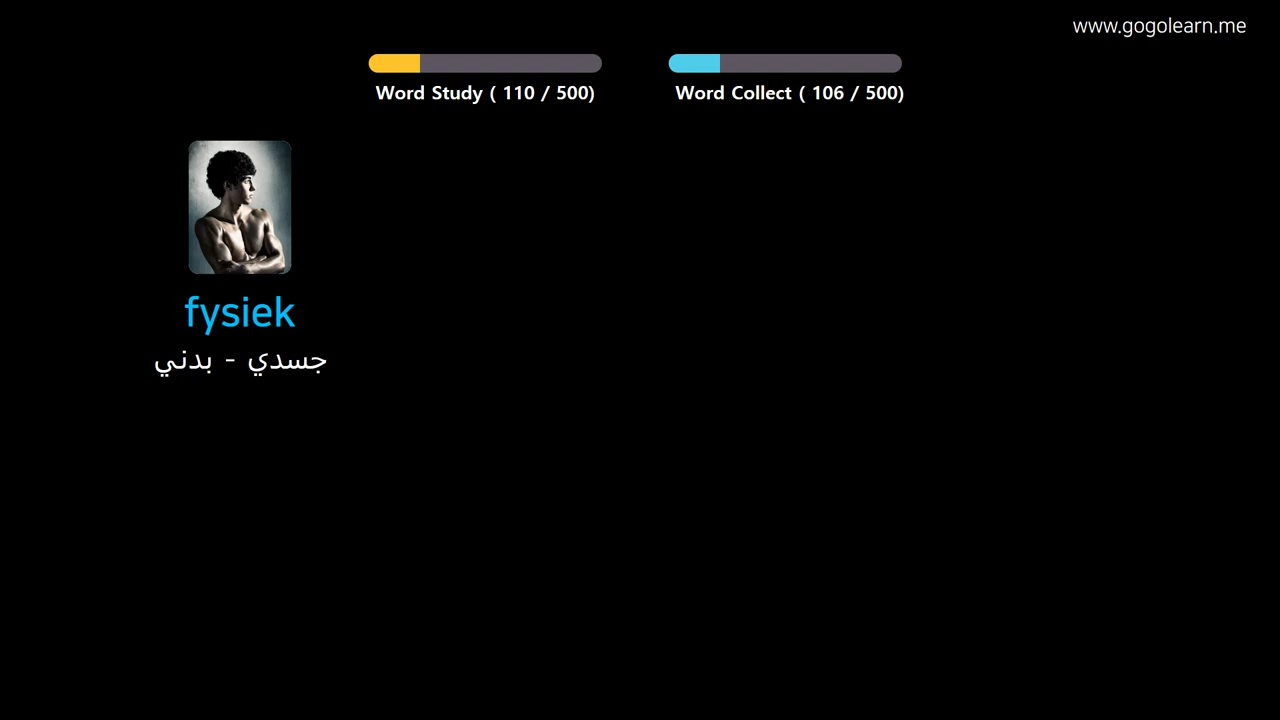 www.gogolearn.me
Word Study ( 110 / 500)
Word Collect ( 106 / 500)
fysiek
جسدي - بدني